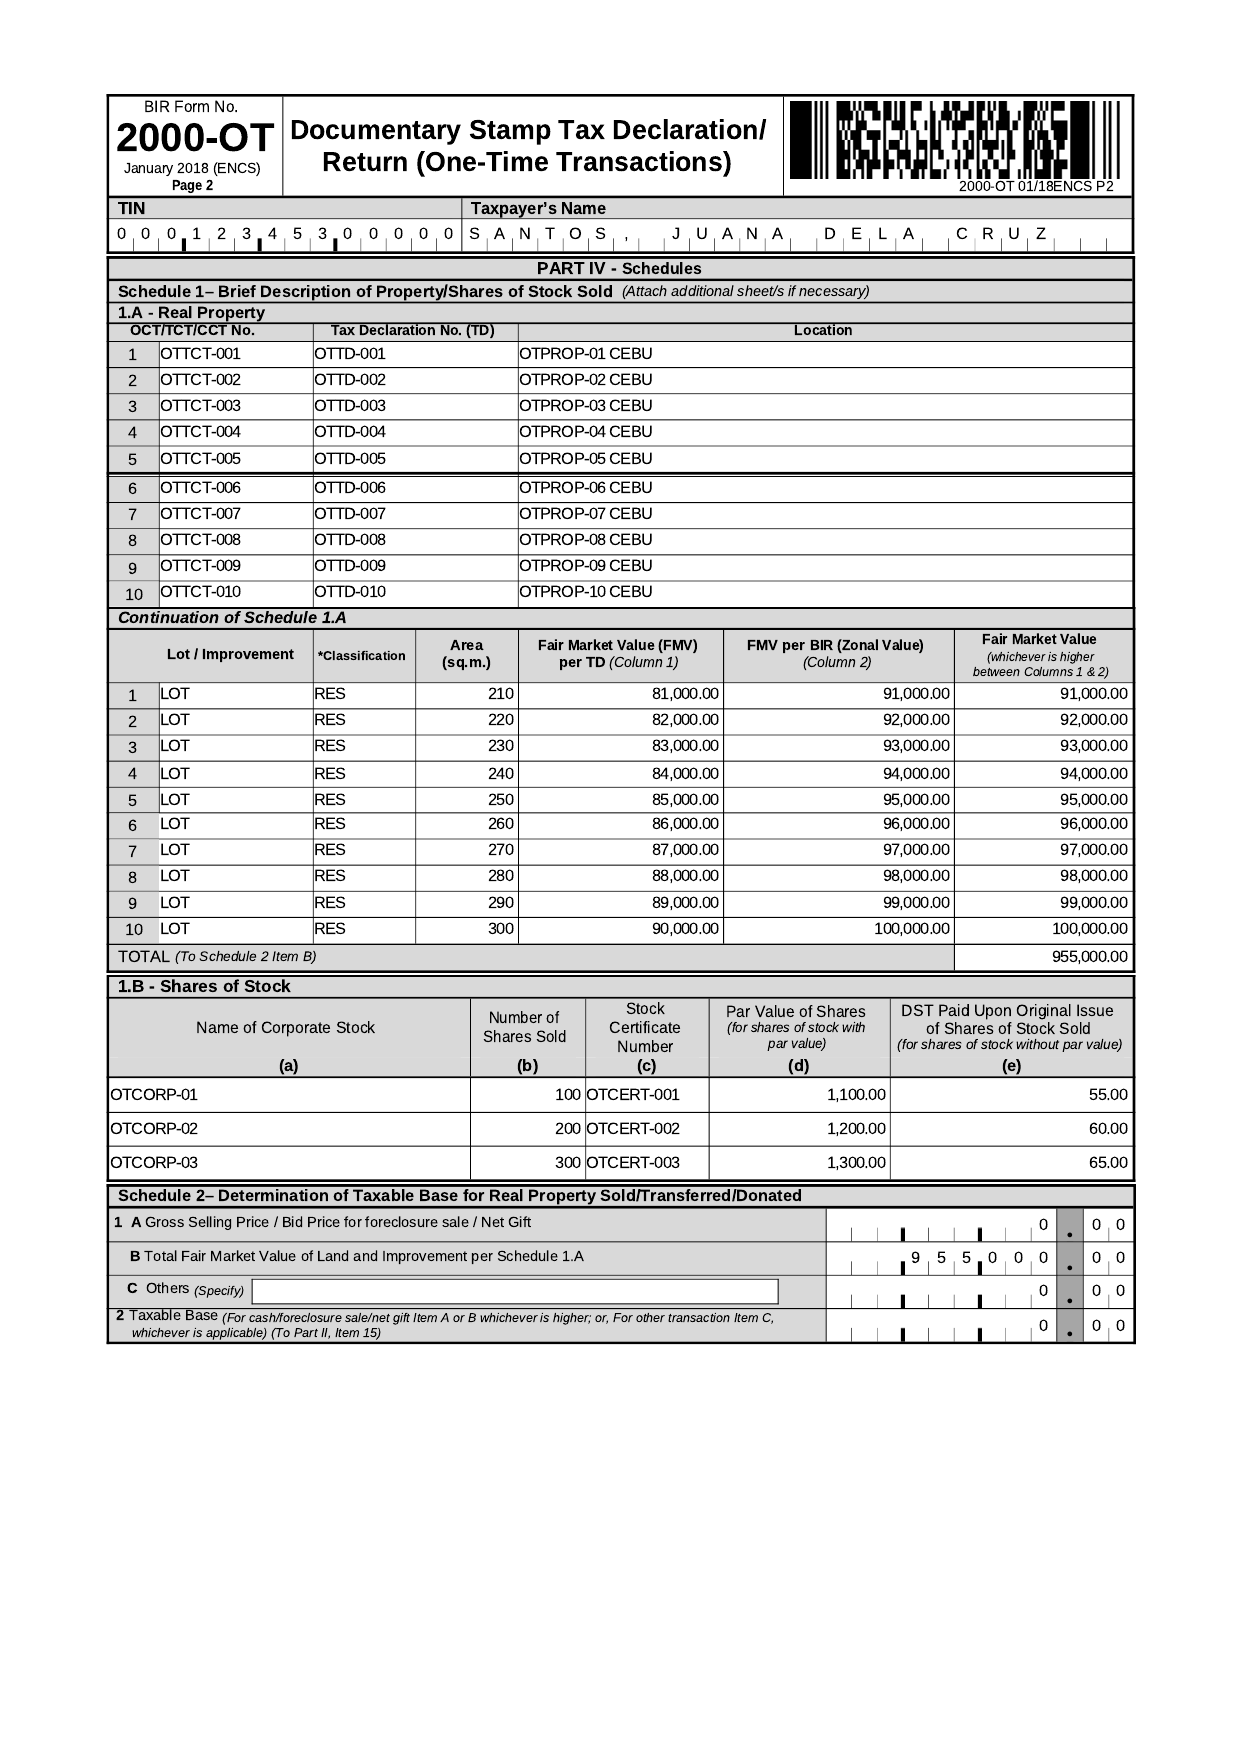 BIR Form No.
2000-OT
January 2018 (ENCS)
Page 2
Documentary Stamp Tax Declaration/
Return (One-Time Transactions)
2000-OT 01/18ENCS P2
TIN Taxpayer’s Name
0 0 0 1 2 3 4 5 3 0 0 0 0 0 S A N T O S , J U A N A D E L A C R U Z
PART IV - Schedules
Schedule 1– Brief Description of Property/Shares of Stock Sold (Attach additional sheet/s if necessary)
1.A - Real Property
OCT/TCT/CCT No. Tax Declaration No. (TD) Location
1 OTTCT-001 OTTD-001 OTPROP-01 CEBU
2 OTTCT-002 OTTD-002 OTPROP-02 CEBU
3 OTTCT-003 OTTD-003 OTPROP-03 CEBU
4 OTTCT-004 OTTD-004 OTPROP-04 CEBU
5 OTTCT-005 OTTD-005 OTPROP-05 CEBU
6 OTTCT-006 OTTD-006 OTPROP-06 CEBU
7 OTTCT-007 OTTD-007 OTPROP-07 CEBU
8 OTTCT-008 OTTD-008 OTPROP-08 CEBU
9 OTTCT-009 OTTD-009 OTPROP-09 CEBU
10 OTTCT-010 OTTD-010 OTPROP-10 CEBU
Continuation of Schedule 1.A
Lot / Improvement
*Classification
Area
(sq.m.)
Fair Market Value (FMV)
per TD (Column 1)
FMV per BIR (Zonal Value)
(Column 2)
Fair Market Value
(whichever is higher
between Columns 1 & 2)
1 LOT RES 210 81,000.00 91,000.00 91,000.00
2 LOT RES 220 82,000.00 92,000.00 92,000.00
3 LOT RES 230 83,000.00 93,000.00 93,000.00
4 LOT RES 240 84,000.00 94,000.00 94,000.00
5 LOT RES 250 85,000.00 95,000.00 95,000.00
6 LOT RES 260 86,000.00 96,000.00 96,000.00
7 LOT RES 270 87,000.00 97,000.00 97,000.00
8 LOT RES 280 88,000.00 98,000.00 98,000.00
9 LOT RES 290 89,000.00 99,000.00 99,000.00
10 LOT RES 300 90,000.00 100,000.00 100,000.00
TOTAL (To Schedule 2 Item B) 955,000.00
1.B - Shares of Stock
Name of Corporate Stock
(a)
Number of
Shares Sold
(b)
Stock
Certificate
Number
(c)
Par Value of Shares
(for shares of stock with
par value)
(d)
DST Paid Upon Original Issue
of Shares of Stock Sold
(for shares of stock without par value)
(e)
OTCORP-01 100 OTCERT-001 1,100.00 55.00
OTCORP-02 200 OTCERT-002 1,200.00 60.00
OTCORP-03 300 OTCERT-003 1,300.00 65.00
Schedule 2– Determination of Taxable Base for Real Property Sold/Transferred/Donated
1 A Gross Selling Price / Bid Price for foreclosure sale / Net Gift 0 . 0 0
B Total Fair Market Value of Land and Improvement per Schedule 1.A 9 5 5 0 0 0 . 0 0
C Others (Specify) 0 . 0 0
2 Taxable Base (For cash/foreclosure sale/net gift Item A or B whichever is higher; or, For other transaction Item C,
whichever is applicable) (To Part II, Item 15) 0 . 0 0